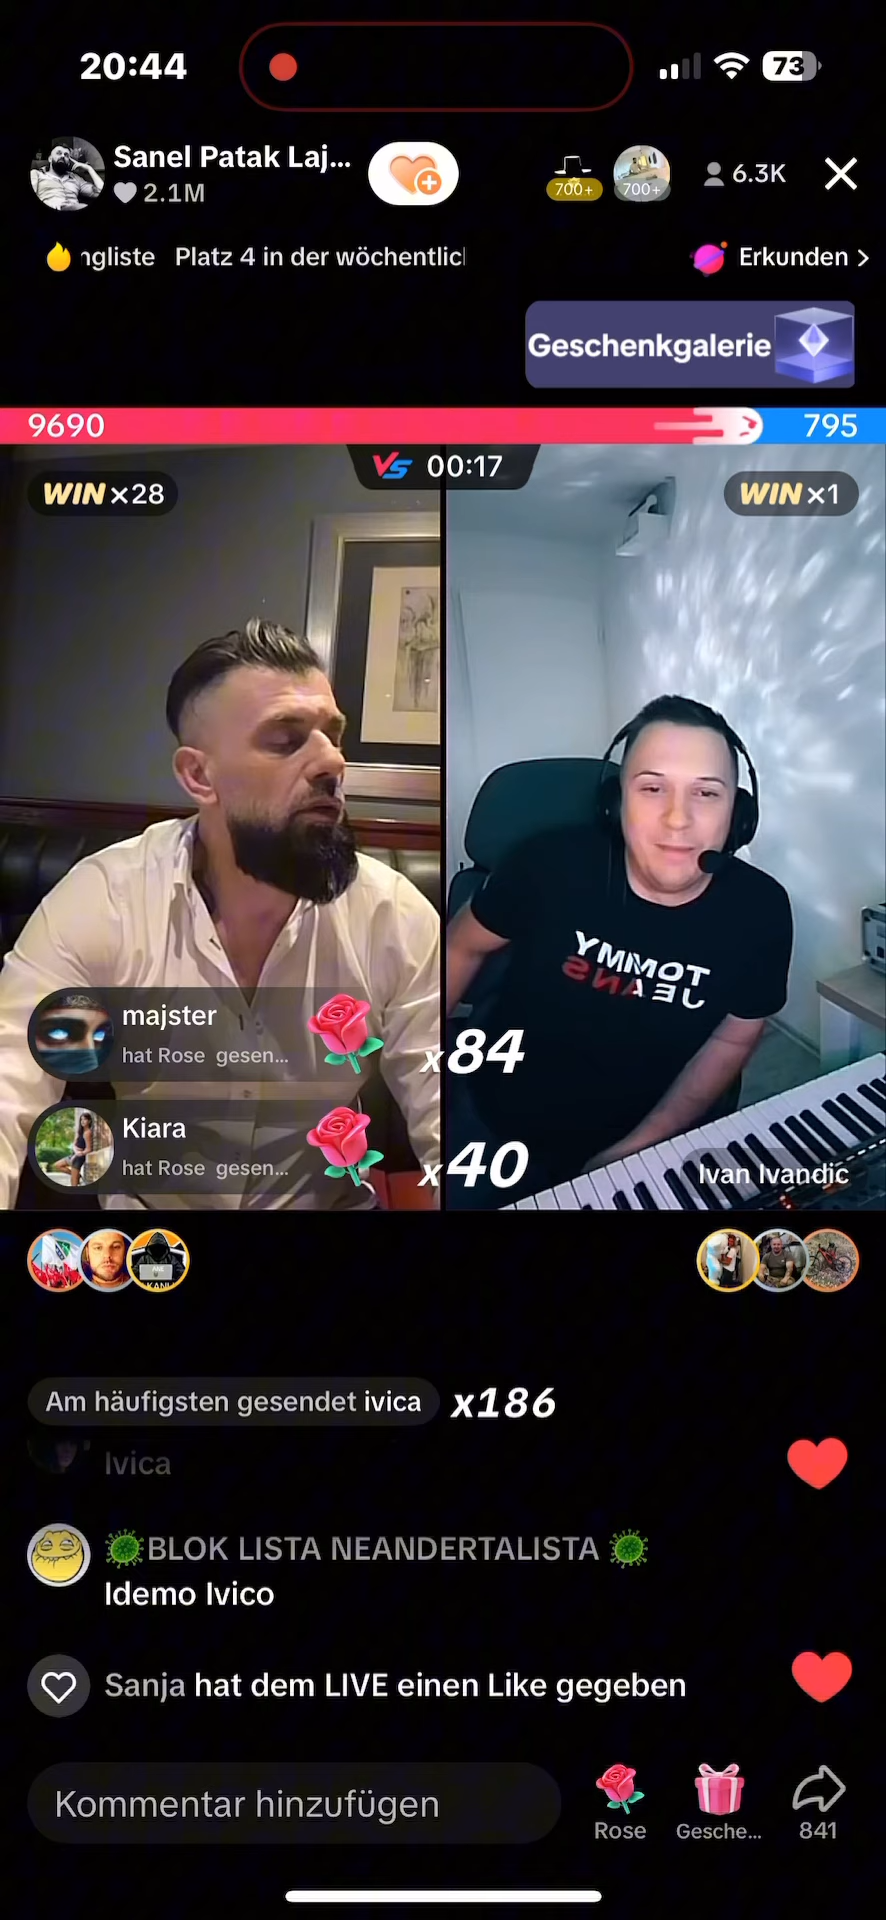 20:44
73
Sanel Patak Laj...
2.1M
700+
700+
6.3K
ngliste Platz 4 in der wöchentlic
Erkunden >
Geschenkgalerie
9690
795
VS 00:17
WIN x28
WIN x1
TOMMY
JEANS
majster
hat Rose gesen...
x84
Kiara
hat Rose gesen...
x40
Ivan Ivandic
Am häufigsten gesendet ivica x186
Ivica
BLOK LISTA NEANDERTALISTA
Idemo Ivico
Sanja hat dem LIVE einen Like gegeben
Kommentar hinzufügen
Rose
Gesche...
841